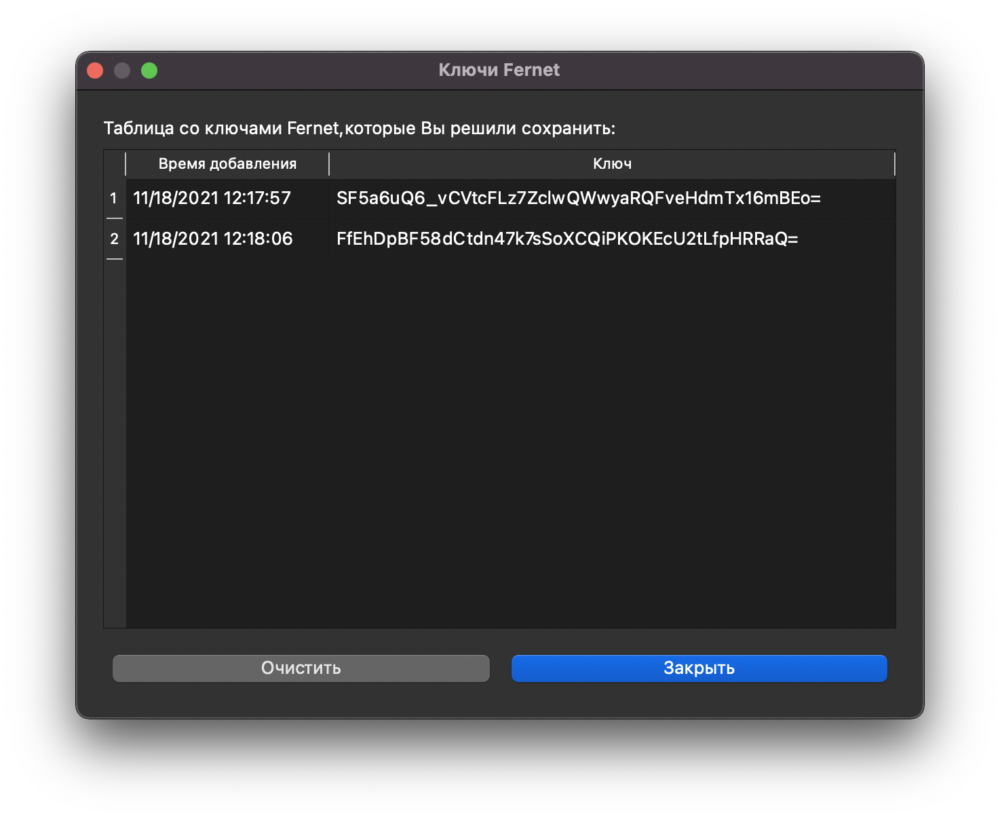 Ключи Fernet
Таблица со ключами Fernet,которые Вы решили сохранить:
Время добавления Ключ
1 11/18/2021 12:17:57 SF5a6uQ6_vCVtcFLz7ZclwQWwyaRQFveHdmTx16mBEo=
2 11/18/2021 12:18:06 FfEhDpBF58dCtdn47k7sSoXCQiPKOKEcU2tLfpHRRaQ=
Очистить Закрыть